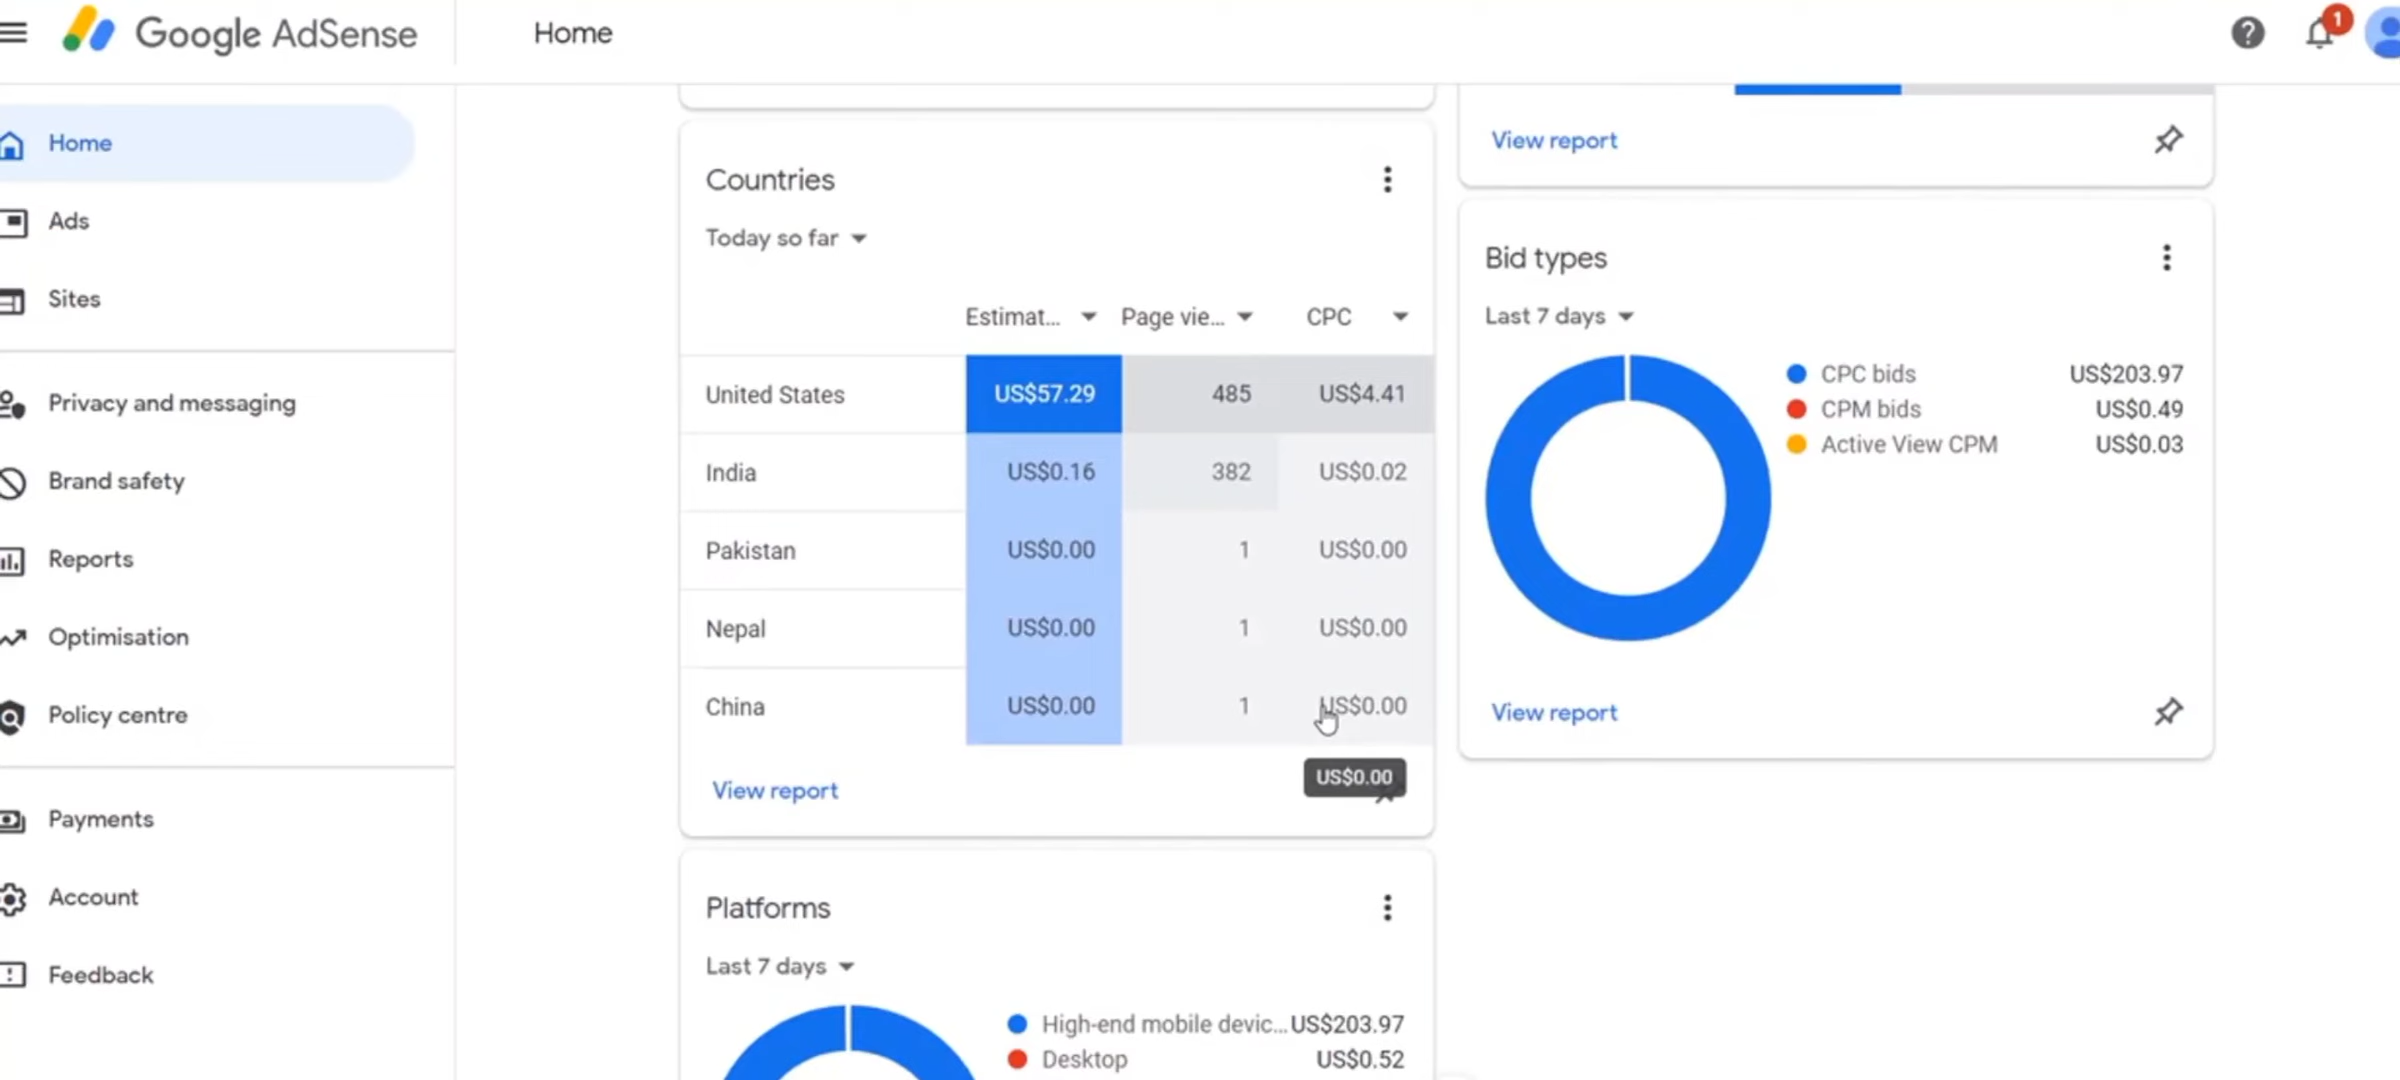 Google AdSense
Home
1
Home
Ads
Sites
Privacy and messaging
Brand safety
Reports
Optimisation
Policy centre
Payments
Account
Feedback
Countries
Today so far
Estimat... Page vie... CPC
United States US$57.29 485 US$4.41
India US$0.16 382 US$0.02
Pakistan US$0.00 1 US$0.00
Nepal US$0.00 1 US$0.00
China US$0.00 1 US$0.00
US$0.00
View report
Platforms
Last 7 days
High-end mobile devic... US$203.97
Desktop US$0.52
View report
Bid types
Last 7 days
CPC bids US$203.97
CPM bids US$0.49
Active View CPM US$0.03
View report